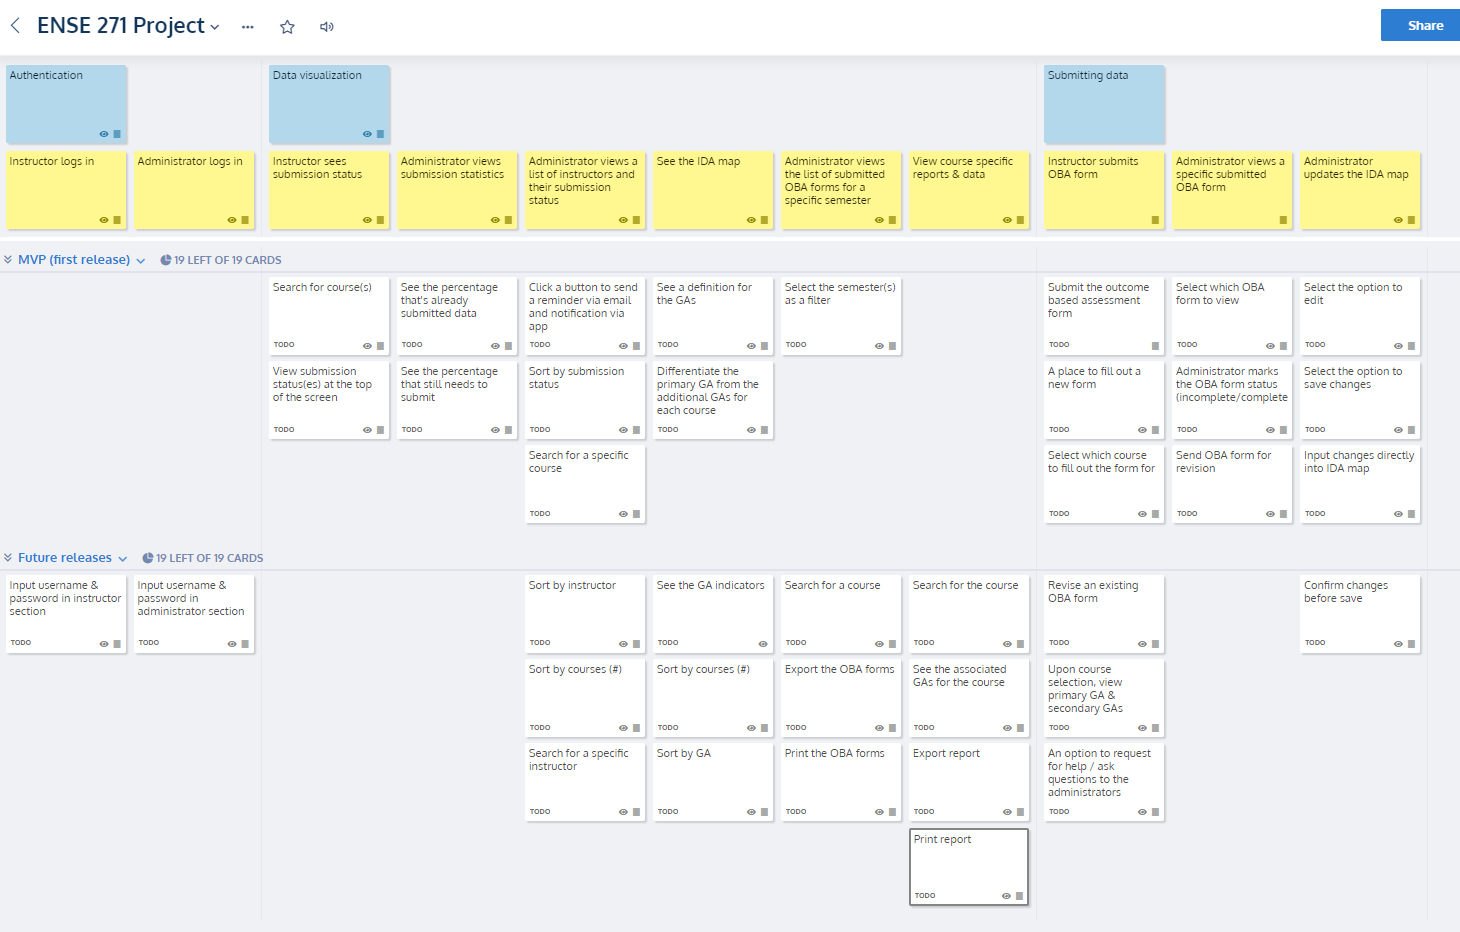 ENSE 271 Project
Share
Authentication
Data visualization
Submitting data
Instructor logs in
Administrator logs in
Instructor sees
submission status
Administrator views
submission statistics
Administrator views a
list of instructors and
their submission
status
See the IDA map
Administrator views
the list of submitted
OBA forms for a
specific semester
View course specific
reports & data
Instructor submits
OBA form
Administrator views a
specific submitted
OBA form
Administrator
updates the IDA map
MVP (first release)
19 LEFT OF 19 CARDS
Search for course(s)
TODO
See the percentage
that's already
submitted data
TODO
Click a button to send
a reminder via email
and notification via
app
TODO
See a definition for
the GAs
TODO
Select the semester(s)
as a filter
TODO
Submit the outcome
based assessment
form
TODO
Select which OBA
form to view
TODO
Select the option to
edit
TODO
View submission
status(es) at the top
of the screen
TODO
See the percentage
that still needs to
submit
TODO
Sort by submission
status
TODO
Differentiate the
primary GA from the
additional GAs for
each course
TODO
A place to fill out a
new form
TODO
Administrator marks
the OBA form status
(incomplete/complete
TODO
Select the option to
save changes
TODO
Search for a specific
course
TODO
Select which course
to fill out the form for
TODO
Send OBA form for
revision
TODO
Input changes directly
into IDA map
TODO
Future releases
19 LEFT OF 19 CARDS
Input username &
password in instructor
section
TODO
Input username &
password in
administrator section
TODO
Sort by instructor
TODO
See the GA indicators
TODO
Search for a course
TODO
Search for the course
TODO
Revise an existing
OBA form
TODO
Confirm changes
before save
TODO
Sort by courses (#)
TODO
Sort by courses (#)
TODO
Export the OBA forms
TODO
See the associated
GAs for the course
TODO
Upon course
selection, view
primary GA &
secondary GAs
TODO
Search for a specific
instructor
TODO
Sort by GA
TODO
Print the OBA forms
TODO
Export report
TODO
An option to request
for help / ask
questions to the
administrators
TODO
Print report
TODO